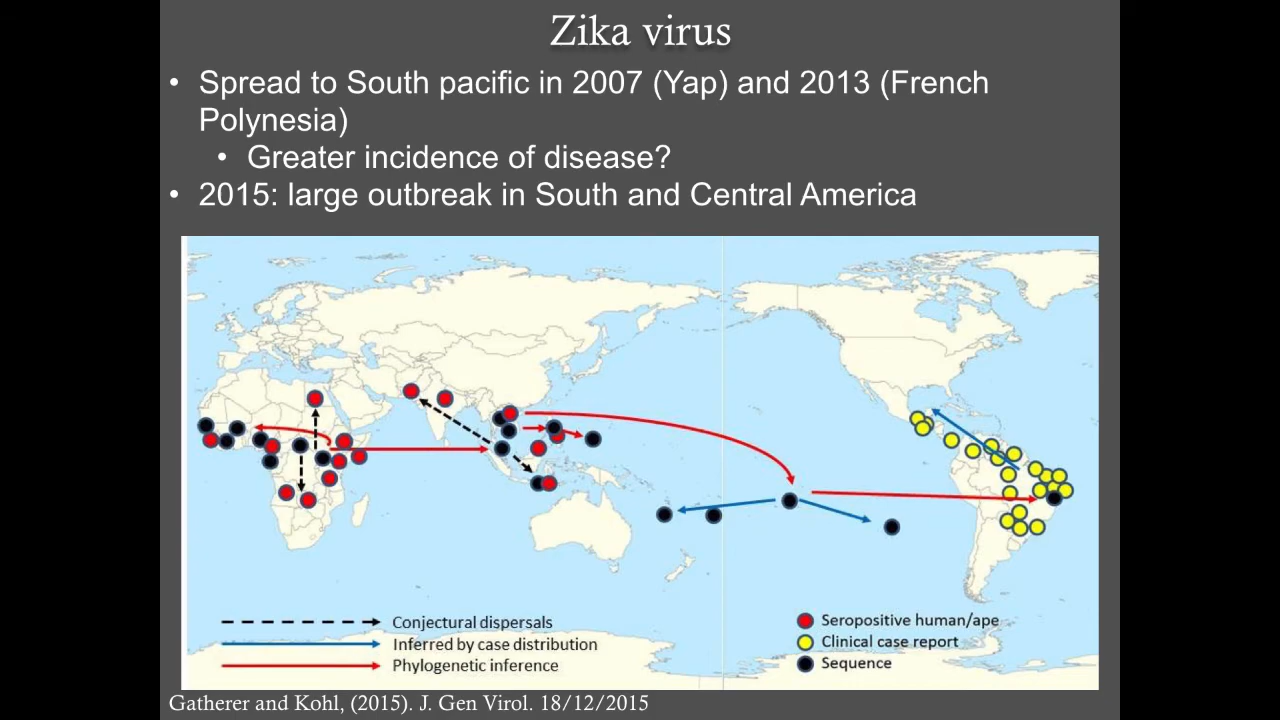 Zika virus
• Spread to South pacific in 2007 (Yap) and 2013 (French
Polynesia)
• Greater incidence of disease?
• 2015: large outbreak in South and Central America
Conjectural dispersals
Inferred by case distribution
Phylogenetic inference
Seropositive human/ape
Clinical case report
Sequence
Gatherer and Kohl, (2015). J. Gen Virol. 18/12/2015